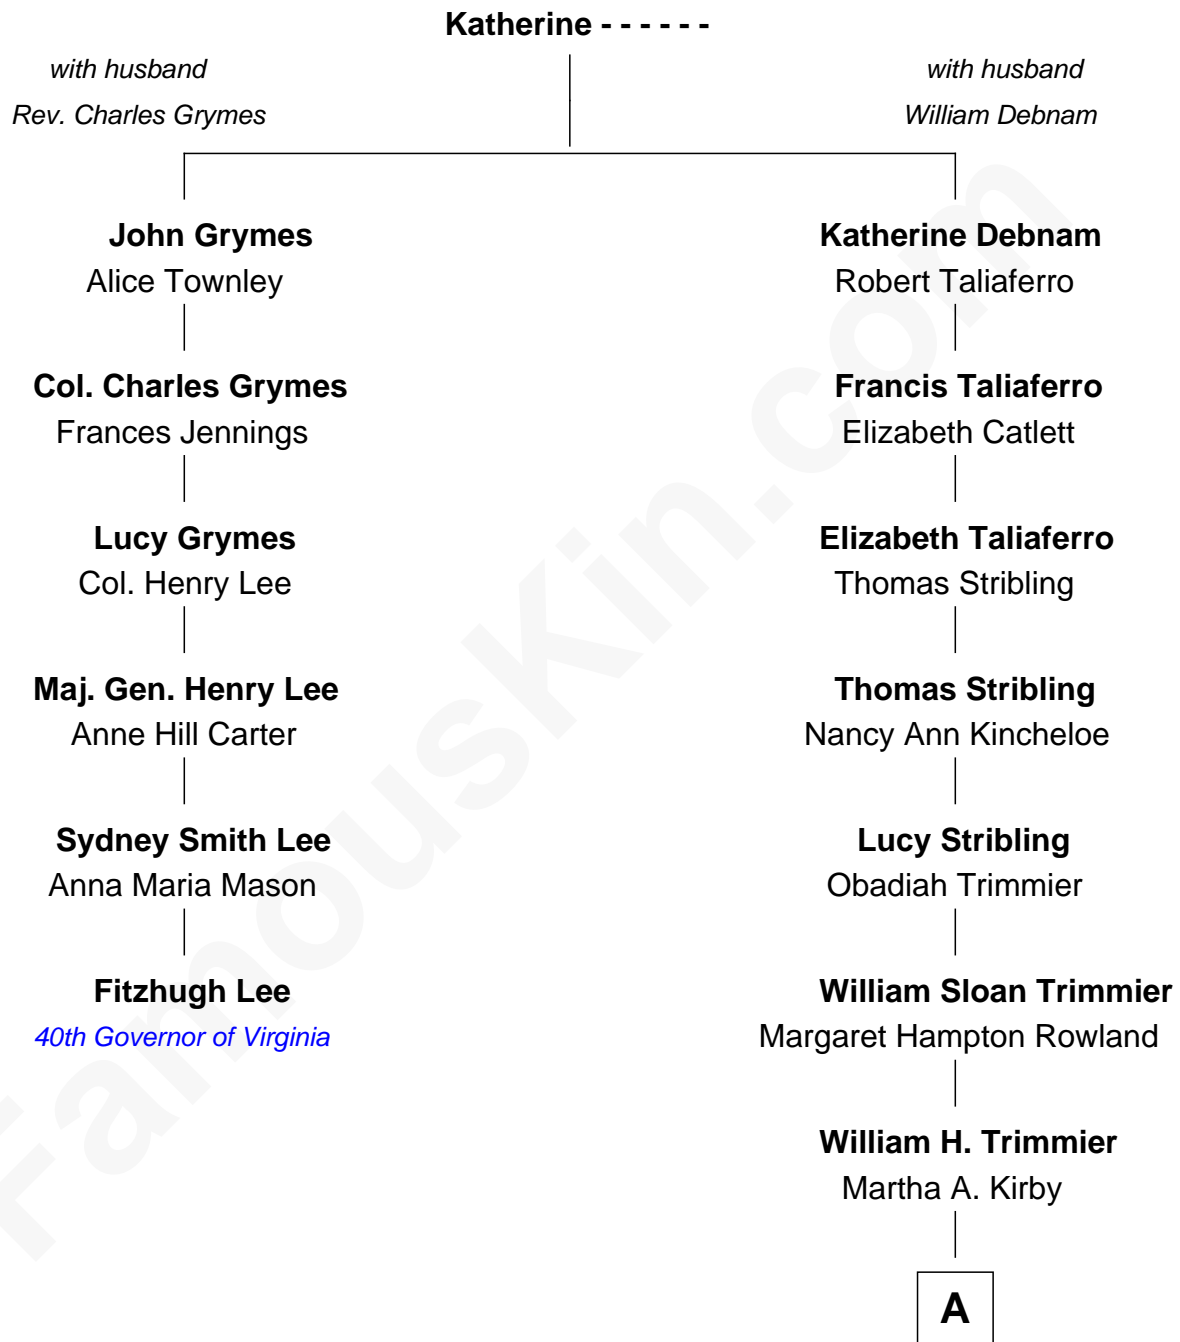 Katherine - - - - - -
with husband
Rev. Charles Grymes
with husband
William Debnam
John Grymes
Alice Townley
Col. Charles Grymes
Frances Jennings
Lucy Grymes
Col. Henry Lee
Maj. Gen. Henry Lee
Anne Hill Carter
Sydney Smith Lee
Anna Maria Mason
Fitzhugh Lee
40th Governor of Virginia
Katherine Debnam
Robert Taliaferro
Francis Taliaferro
Elizabeth Catlett
Elizabeth Taliaferro
Thomas Stribling
Thomas Stribling
Nancy Ann Kincheloe
Lucy Stribling
Obadiah Trimmier
William Sloan Trimmier
Margaret Hampton Rowland
William H. Trimmier
Martha A. Kirby
A
FamousKin.com